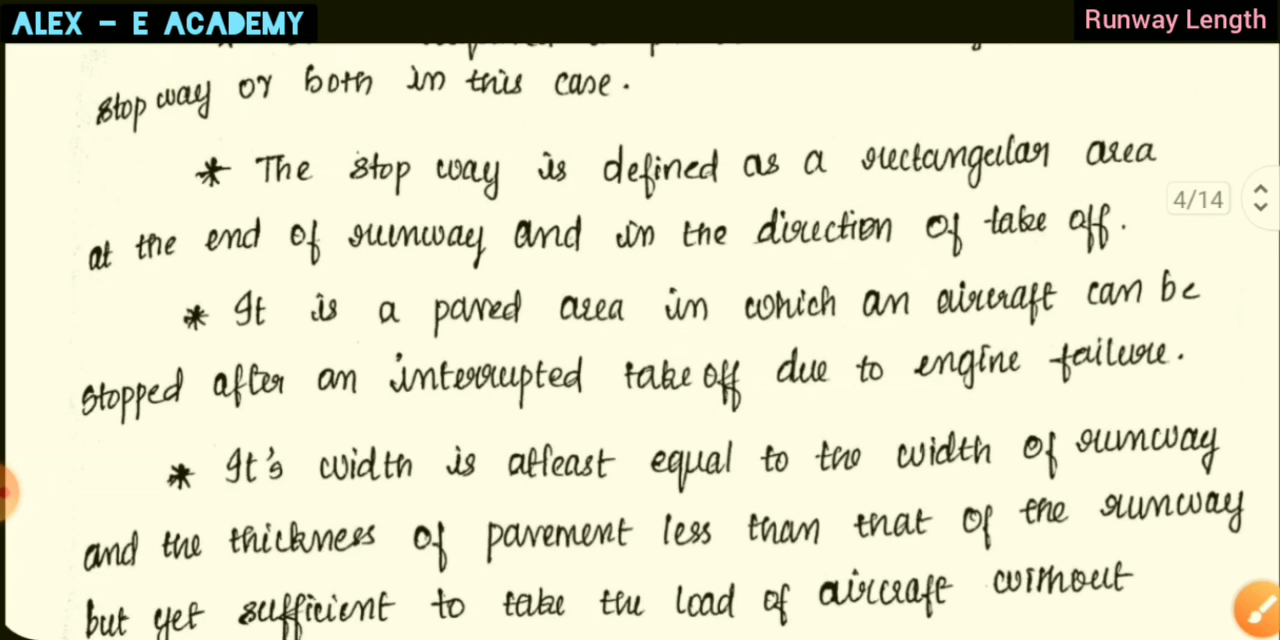 ALEX - E ACADEMY
Runway Length
stop way or both in this case.
* The stop way is defined as a rectangular area
4/14
at the end of runway and in the direction of take off.
* It is a paved area in which an aircraft can be
stopped after an interrupted take off due to engine failure.
* It's width is atleast equal to the width of runway
and the thickness of pavement less than that of the runway
but yet sufficient to take the load of aircraft without